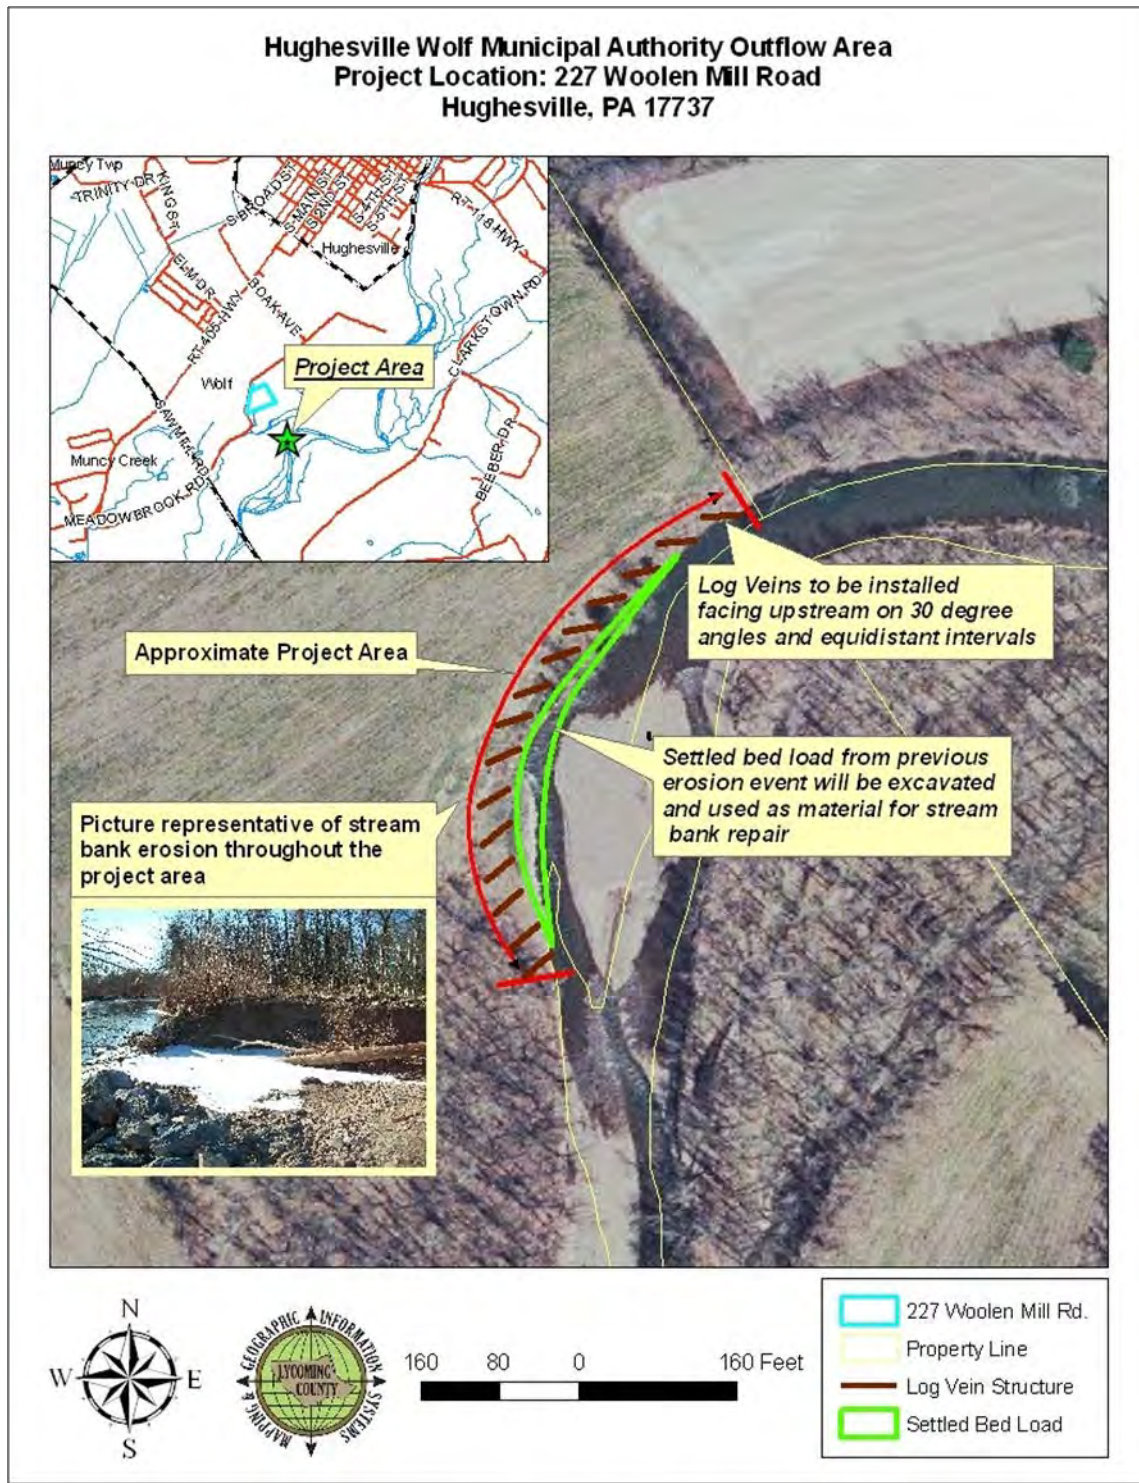 Hughesville Wolf Municipal Authority Outflow Area
Project Location: 227 Woolen Mill Road
Hughesville, PA 17737
Muncy Twp
TRINITY DR
KING ST
S BROAD ST
S MAIN ST
S 2ND ST
S 4TH ST
S 5TH ST
RT 118 HWY
Hughesville
ELM DR
BOAK AVE
RT 405 HWY
CLARKSTOWN RD
Project Area
Wolf
SAWMILL RD
Muncy Creek
MEADOWBROOK RD
BEEBER DR
Log Veins to be installed
facing upstream on 30 degree
angles and equidistant intervals
Approximate Project Area
Settled bed load from previous
erosion event will be excavated
and used as material for stream
bank repair
Picture representative of stream
bank erosion throughout the
project area
N
W
E
S
GEOGRAPHIC INFORMATION
SYSTEMS
MAPPING &
LYCOMING
COUNTY
160 80 0 160 Feet
227 Woolen Mill Rd.
Property Line
Log Vein Structure
Settled Bed Load